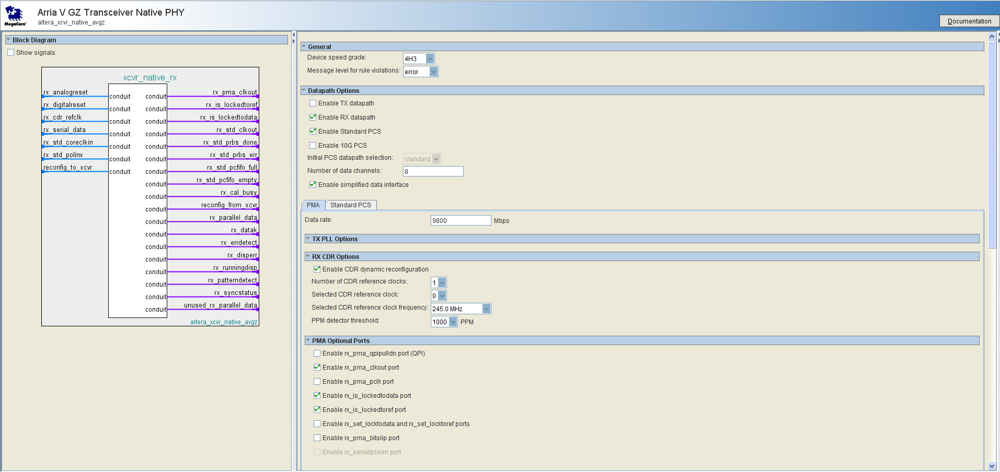 Arria V GZ Transceiver Native PHY
altera_xcvr_native_avgz
MegaCore®
Documentation
Block Diagram
Show signals
xcvr_native_rx
rx_analogreset conduit conduit rx_pma_clkout
rx_digitalreset conduit conduit rx_is_lockedtoref
rx_cdr_refclk conduit conduit rx_is_lockedtodata
rx_serial_data conduit conduit rx_std_clkout
rx_std_coreclkin conduit conduit rx_std_prbs_done
rx_std_polinv conduit conduit rx_std_prbs_err
reconfig_to_xcvr conduit conduit rx_std_pcfifo_full
conduit rx_std_pcfifo_empty
conduit rx_cal_busy
conduit reconfig_from_xcvr
conduit rx_parallel_data
conduit rx_datak
conduit rx_errdetect
conduit rx_disperr
conduit rx_runningdisp
conduit rx_patterndetect
conduit rx_syncstatus
conduit unused_rx_parallel_data
altera_xcvr_native_avgz
General
Device speed grade: 4H3
Message level for rule violations: error
Datapath Options
Enable TX datapath
Enable RX datapath
Enable Standard PCS
Enable 10G PCS
Initial PCS datapath selection: standard
Number of data channels: 8
Enable simplified data interface
PMA Standard PCS
Data rate: 9800 Mbps
TX PLL Options
RX CDR Options
Enable CDR dynamic reconfiguration
Number of CDR reference clocks: 1
Selected CDR reference clock: 0
Selected CDR reference clock frequency: 245.0 MHz
PPM detector threshold: 1000 PPM
PMA Optional Ports
Enable rx_pma_qpipulldn port (QPI)
Enable rx_pma_clkout port
Enable rx_pma_pclk port
Enable rx_is_lockedtodata port
Enable rx_is_lockedtoref port
Enable rx_set_locktodata and rx_set_locktoref ports
Enable rx_pma_bitslip port
Enable rx_seriallpbken port